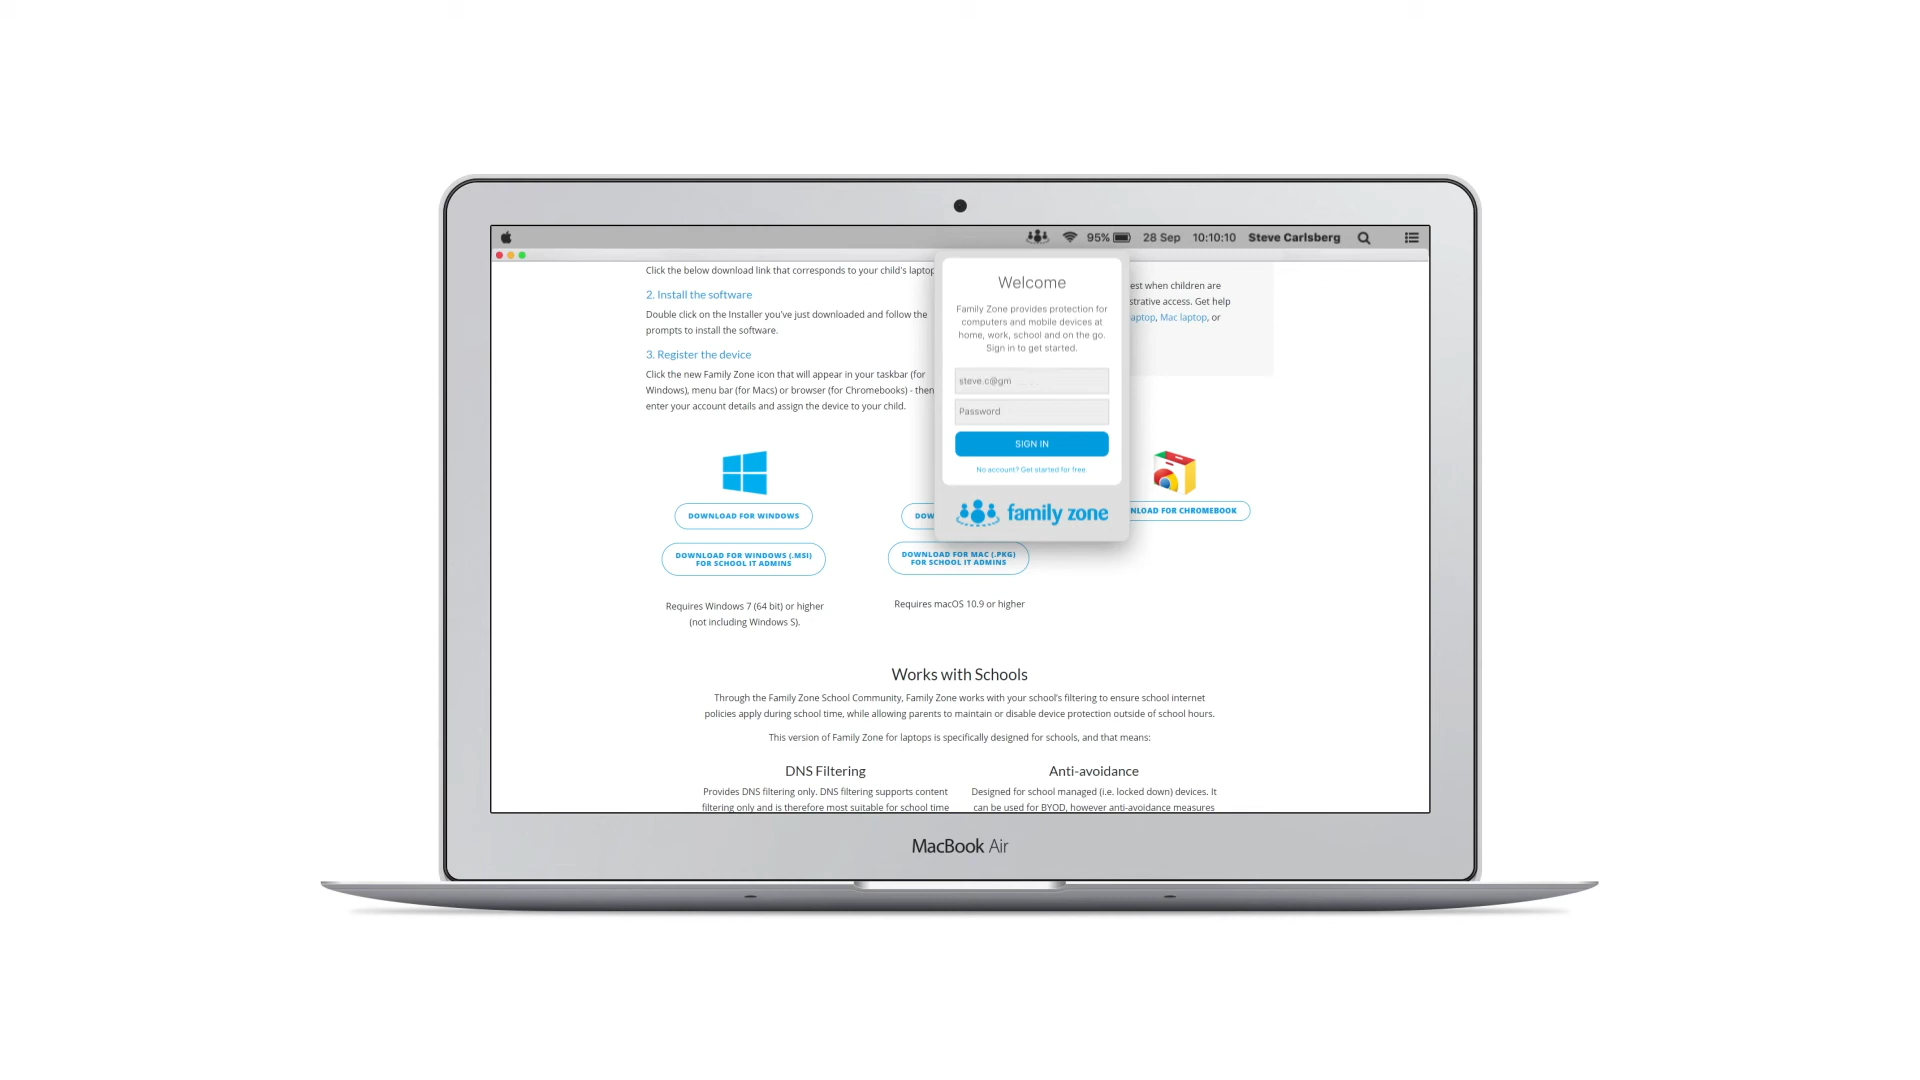 95% 28 Sep 10:10:10 Steve Carlsberg
Click the below download link that corresponds to your child's laptop
2. Install the software
Double click on the Installer you've just downloaded and follow the
prompts to install the software.
3. Register the device
Click the new Family Zone icon that will appear in your taskbar (for
Windows), menu bar (for Macs) or browser (for Chromebooks) - then
enter your account details and assign the device to your child.
Welcome
Family Zone provides protection for
computers and mobile devices at
home, work, school and on the go.
Sign in to get started.
steve.c@gm
Password
SIGN IN
No account? Get started for free.
family zone
children are
access. Get help
Mac laptop, or
DOWNLOAD FOR WINDOWS
DOWNLOAD FOR WINDOWS (.MSI)
FOR SCHOOL IT ADMINS
Requires Windows 7 (64 bit) or higher
(not including Windows S).
DOW
DOWNLOAD FOR MAC (.PKG)
FOR SCHOOL IT ADMINS
Requires macOS 10.9 or higher
NLOAD FOR CHROMEBOOK
Works with Schools
Through the Family Zone School Community, Family Zone works with your school's filtering to ensure school internet
policies apply during school time, while allowing parents to maintain or disable device protection outside of school hours.
This version of Family Zone for laptops is specifically designed for schools, and that means:
DNS Filtering
Provides DNS filtering only. DNS filtering supports content
filtering only and is therefore most suitable for school time
Anti-avoidance
Designed for school managed (i.e. locked down) devices. It
can be used for BYOD, however anti-avoidance measures
MacBook Air